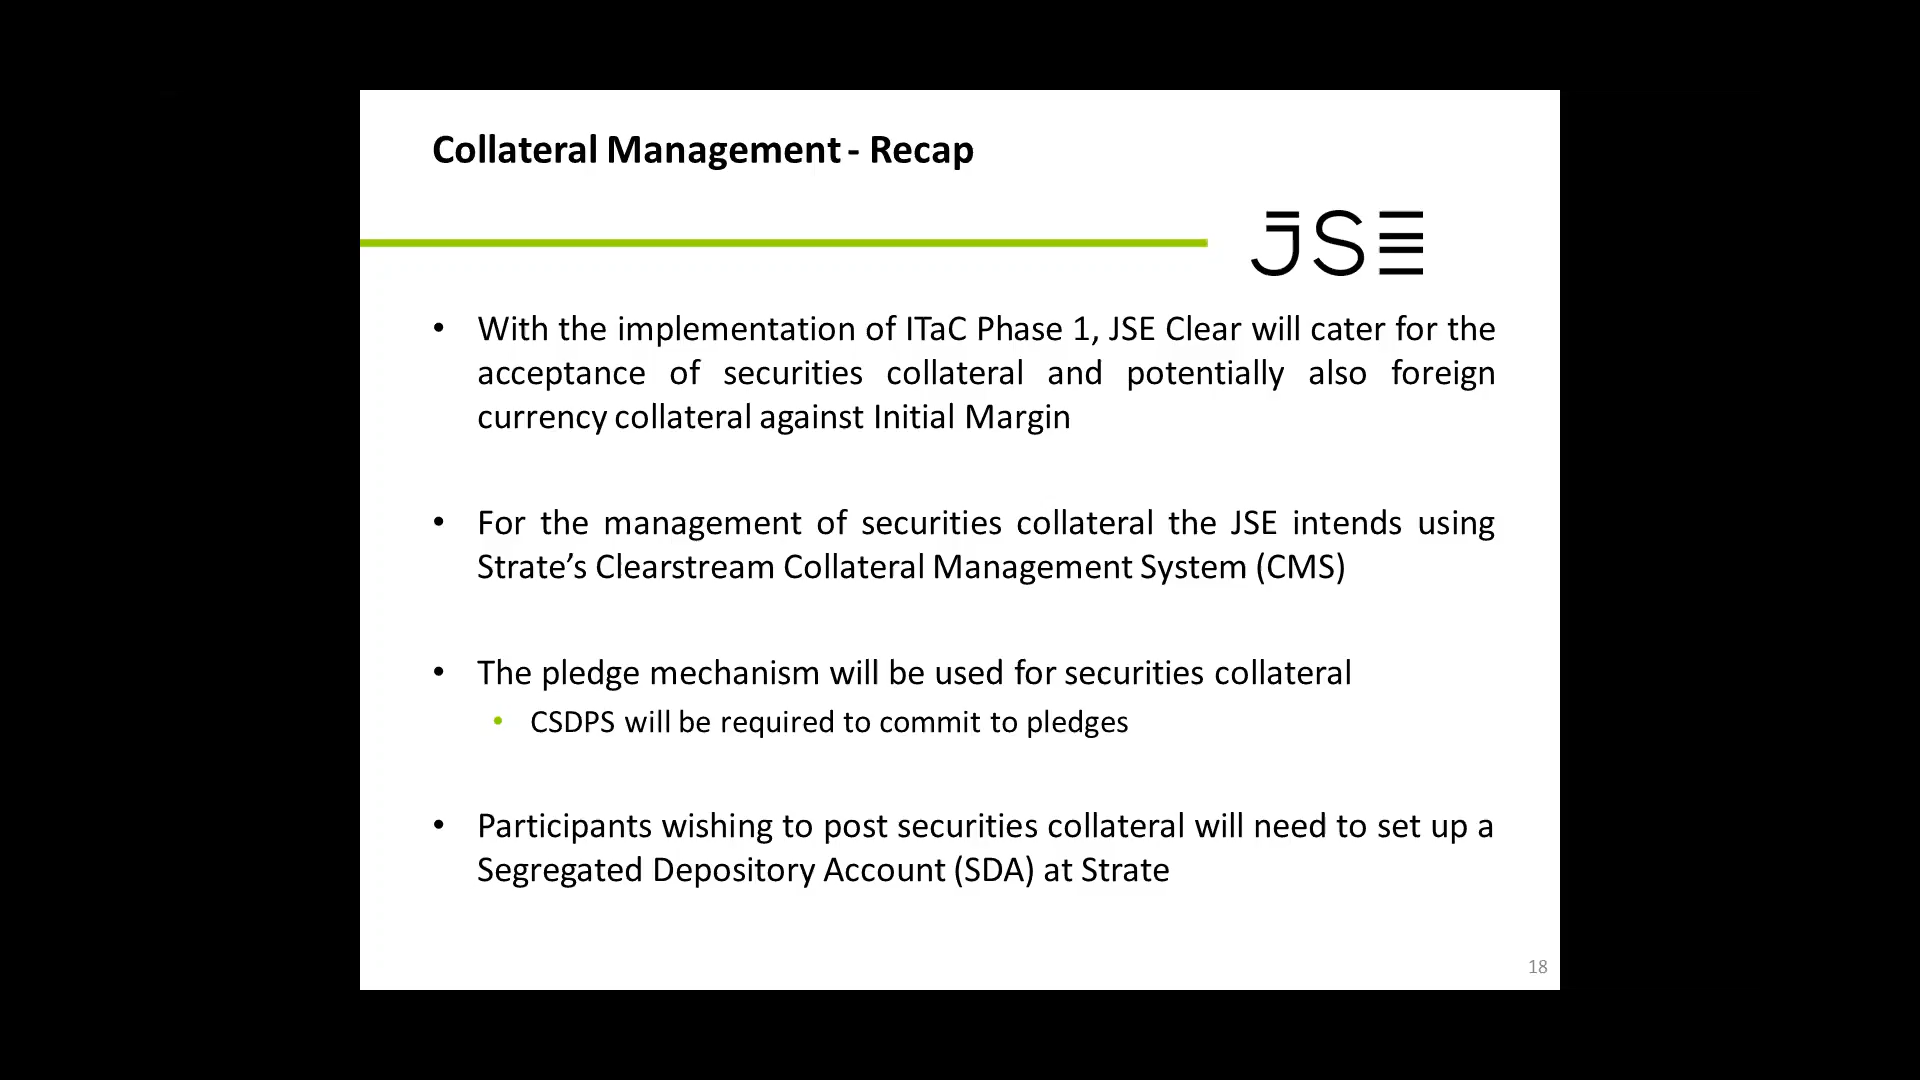 Collateral Management - Recap
JSE
• With the implementation of ITaC Phase 1, JSE Clear will cater for the
acceptance of securities collateral and potentially also foreign
currency collateral against Initial Margin
• For the management of securities collateral the JSE intends using
Strate’s Clearstream Collateral Management System (CMS)
• The pledge mechanism will be used for securities collateral
• CSDPS will be required to commit to pledges
• Participants wishing to post securities collateral will need to set up a
Segregated Depository Account (SDA) at Strate
18